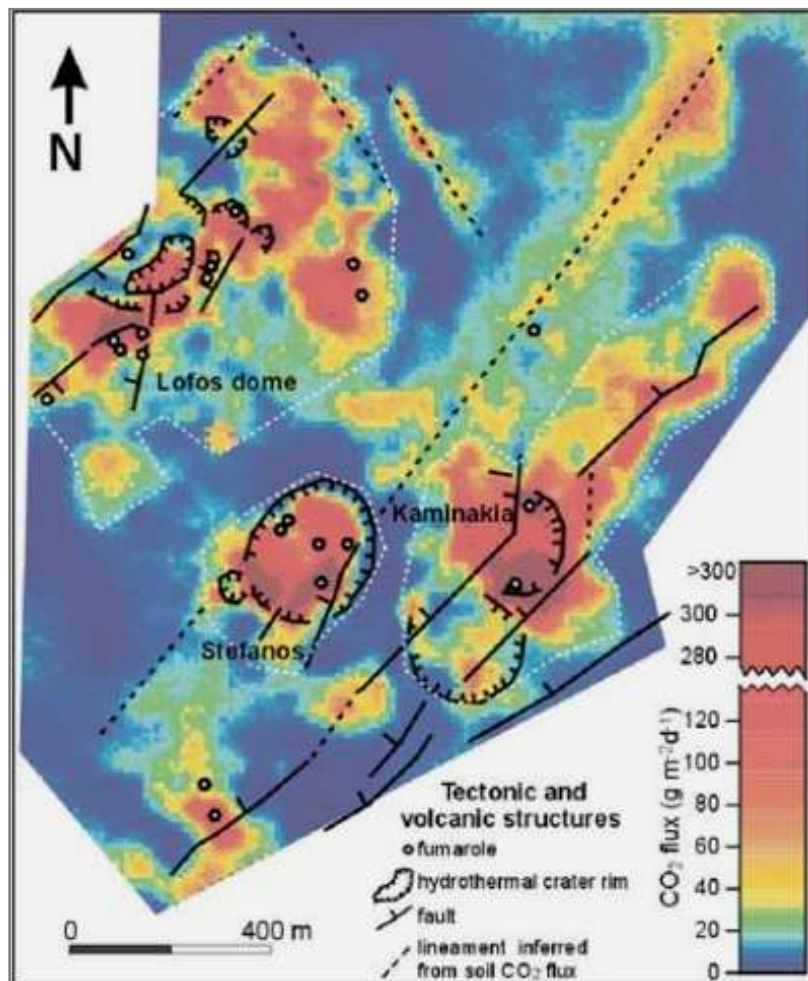 N
Lofos dome
Kaminakia
Stefanos
>300
300
280
120
100
80
60
40
20
0
CO₂ flux (g m⁻²d⁻¹)
Tectonic and
volcanic structures
fumarole
hydrothermal crater rim
fault
lineament inferred
from soil CO₂ flux
0 400 m